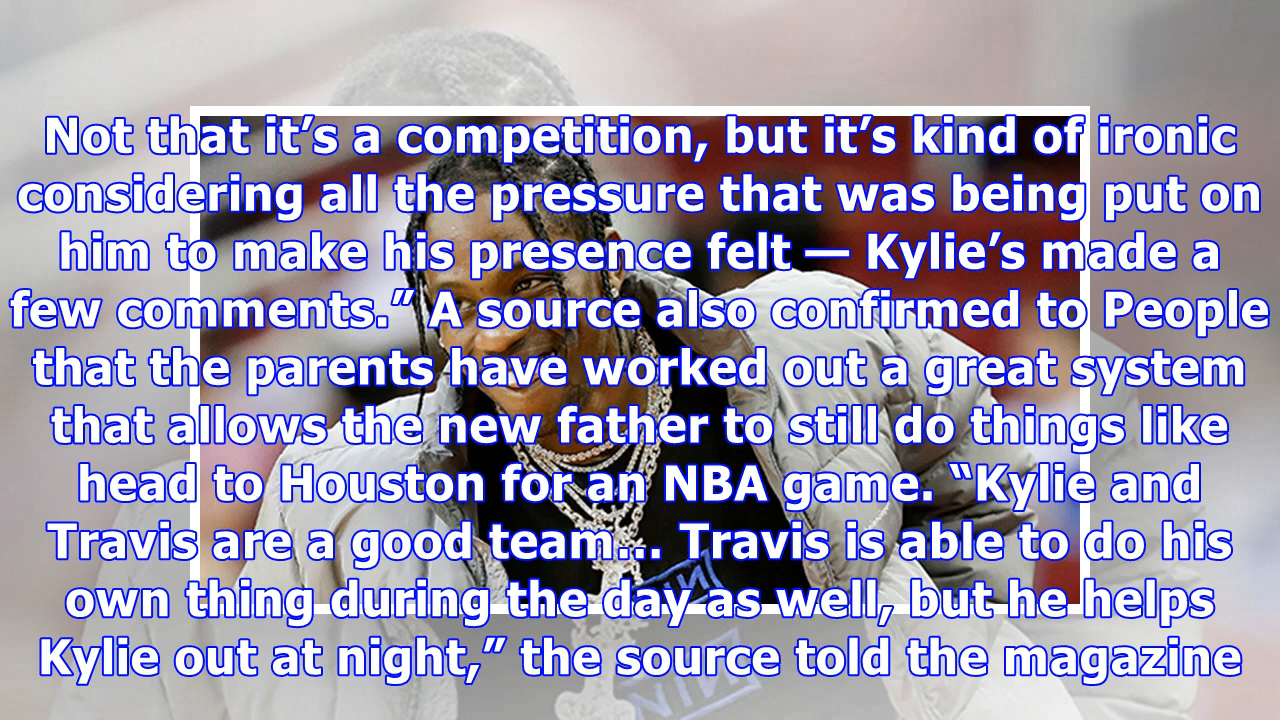 Not that it’s a competition, but it’s kind of ironic
considering all the pressure that was being put on
him to make his presence felt — Kylie’s made a
few comments.” A source also confirmed to People
that the parents have worked out a great system
that allows the new father to still do things like
head to Houston for an NBA game. “Kylie and
Travis are a good team… Travis is able to do his
own thing during the day as well, but he helps
Kylie out at night,” the source told the magazine